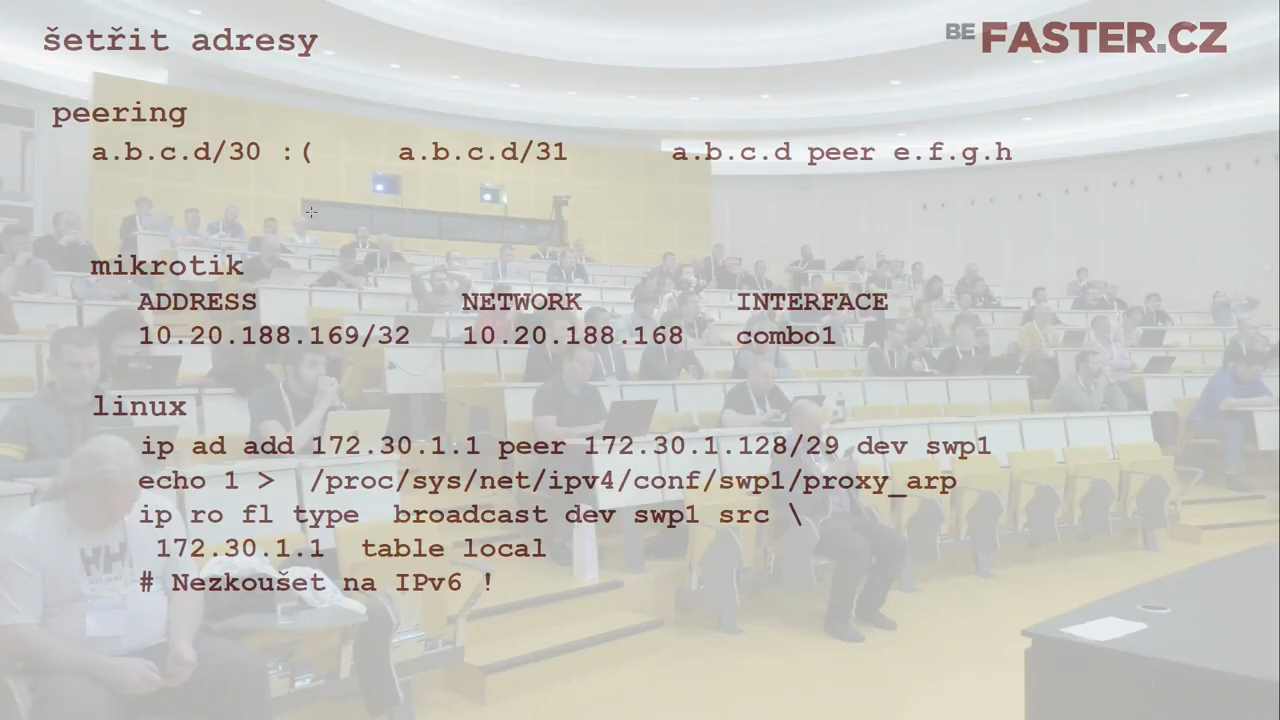 šetřit adresy
BE FASTER.CZ
peering
a.b.c.d/30 :( a.b.c.d/31 a.b.c.d peer e.f.g.h
mikrotik
ADDRESS NETWORK INTERFACE
10.20.188.169/32 10.20.188.168 combo1
linux
ip ad add 172.30.1.1 peer 172.30.1.128/29 dev swp1
echo 1 > /proc/sys/net/ipv4/conf/swp1/proxy_arp
ip ro fl type broadcast dev swp1 src \
172.30.1.1 table local
# Nezkoušet na IPv6 !